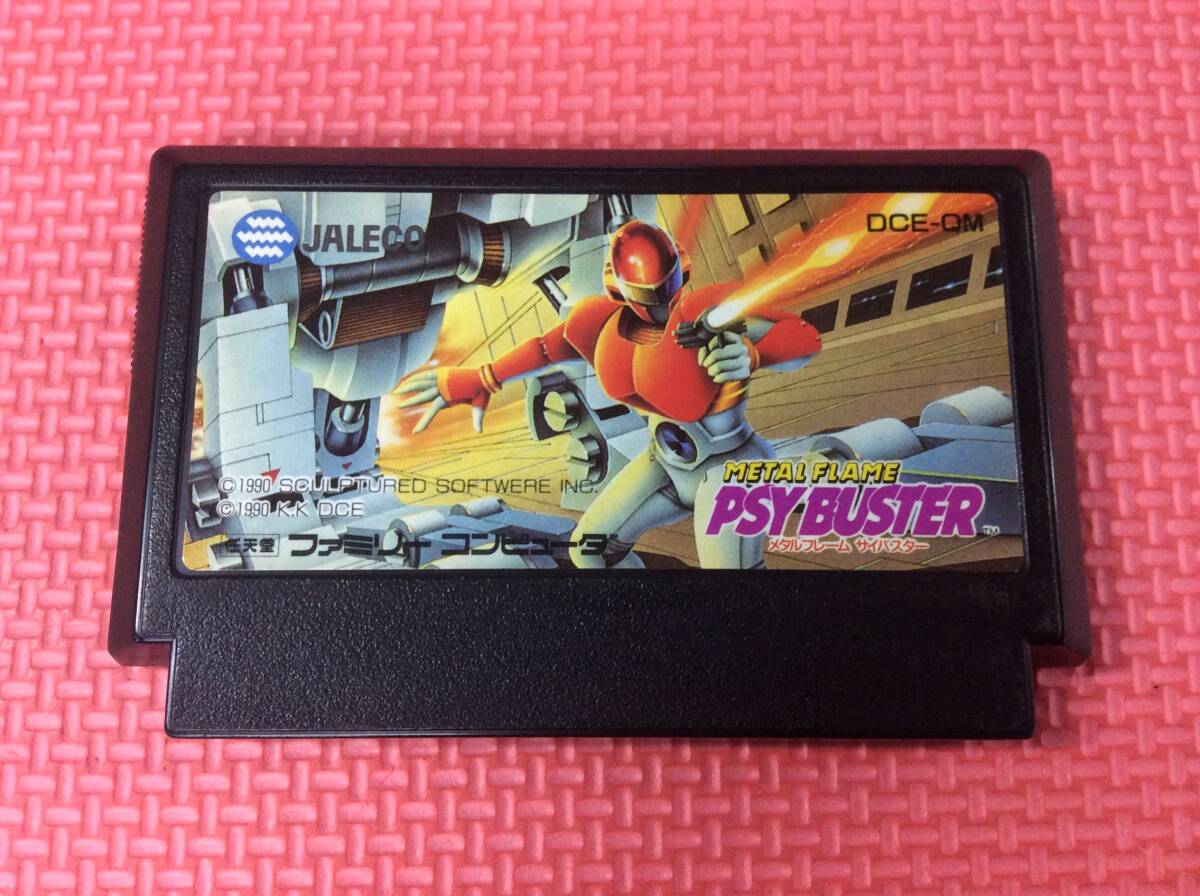 JALECO
DCE-QM
©1990 SCULPTURED SOFTWERE INC.
©1990 K.K DCE
METAL FLAME
PSY BUSTER™
メタルフレーム サイバスター
任天堂 ファミリー コンピュータ